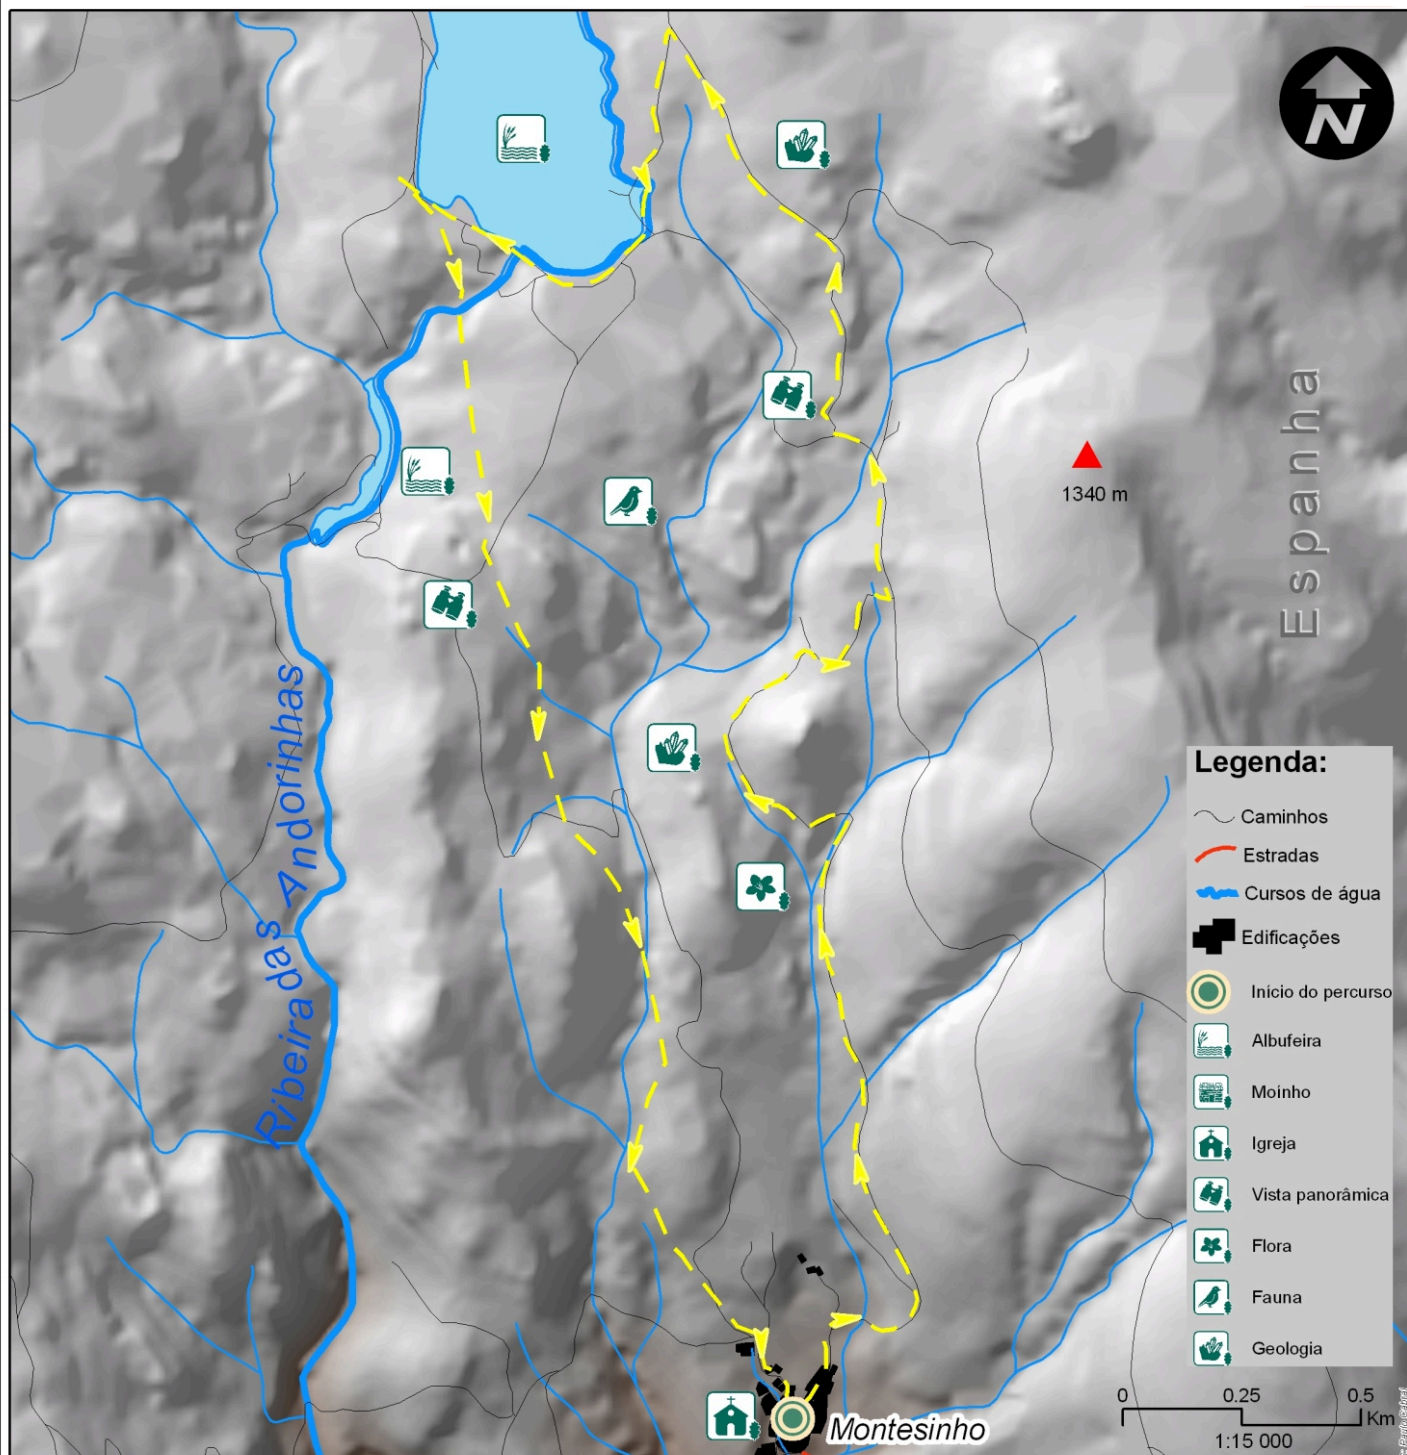 N
1340 m
Espanha
Ribeira das Andorinhas
Legenda:
Caminhos
Estradas
Cursos de água
Edificações
Início do percurso
Albufeira
Moinho
Igreja
Vista panorâmica
Flora
Fauna
Geologia
0 0.25 0.5
Km
1:15 000
Montesinho